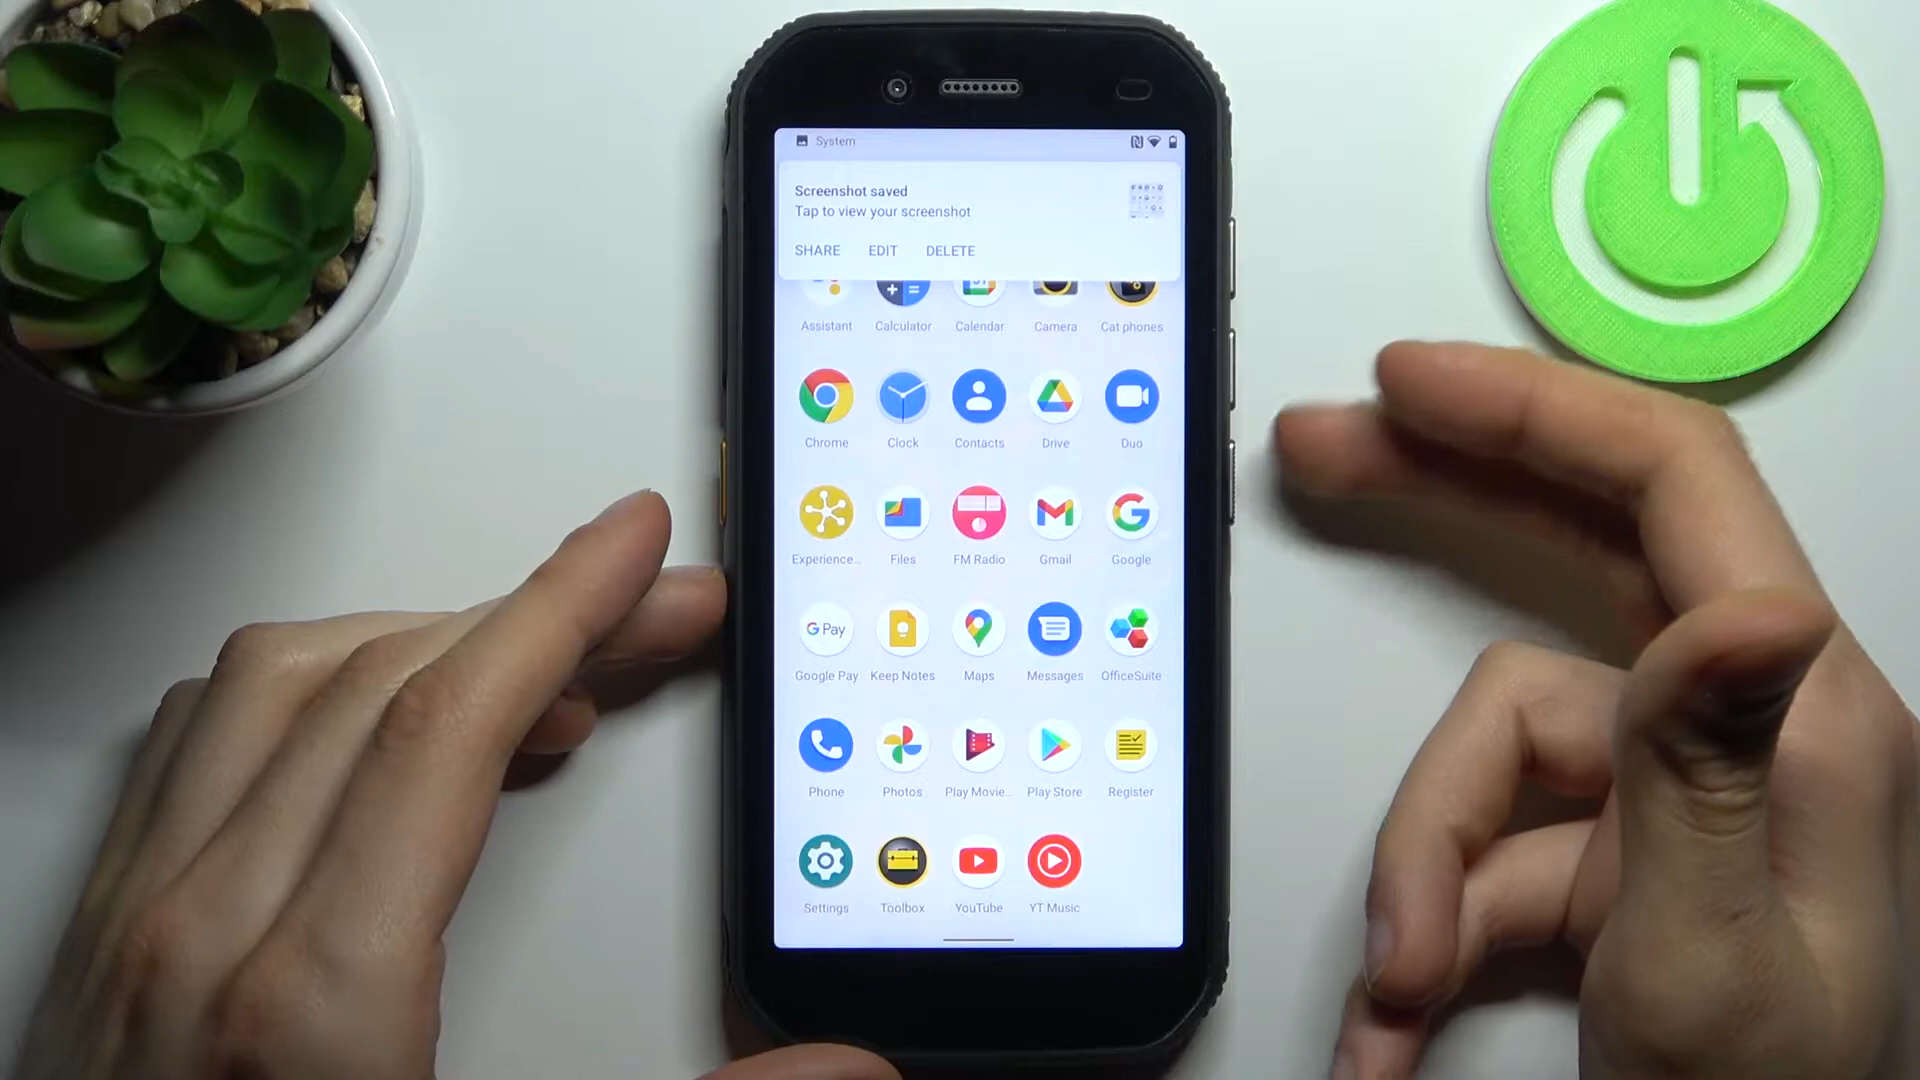 System
Screenshot saved
Tap to view your screenshot
SHARE EDIT DELETE
Assistant Calculator Calendar Camera Cat phones
Chrome Clock Contacts Drive Duo
Experience... Files FM Radio Gmail Google
G Pay
Google Pay Keep Notes Maps Messages OfficeSuite
Phone Photos Play Movie... Play Store Register
Settings Toolbox YouTube YT Music